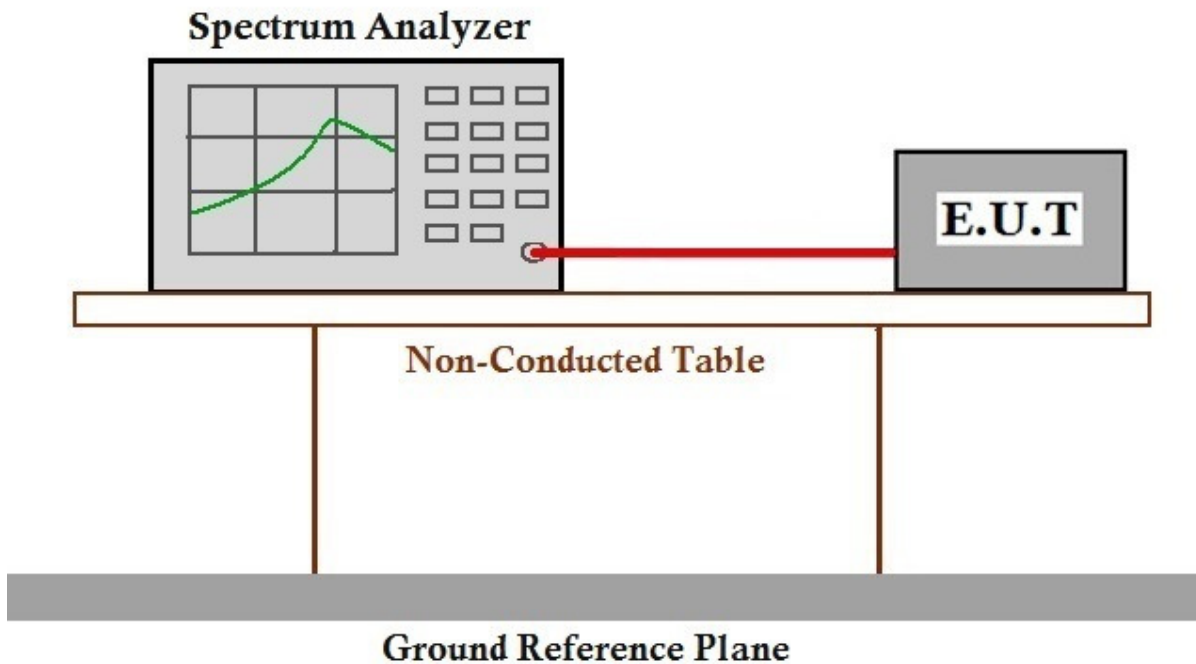 Spectrum Analyzer
E.U.T
Non-Conducted Table
Ground Reference Plane